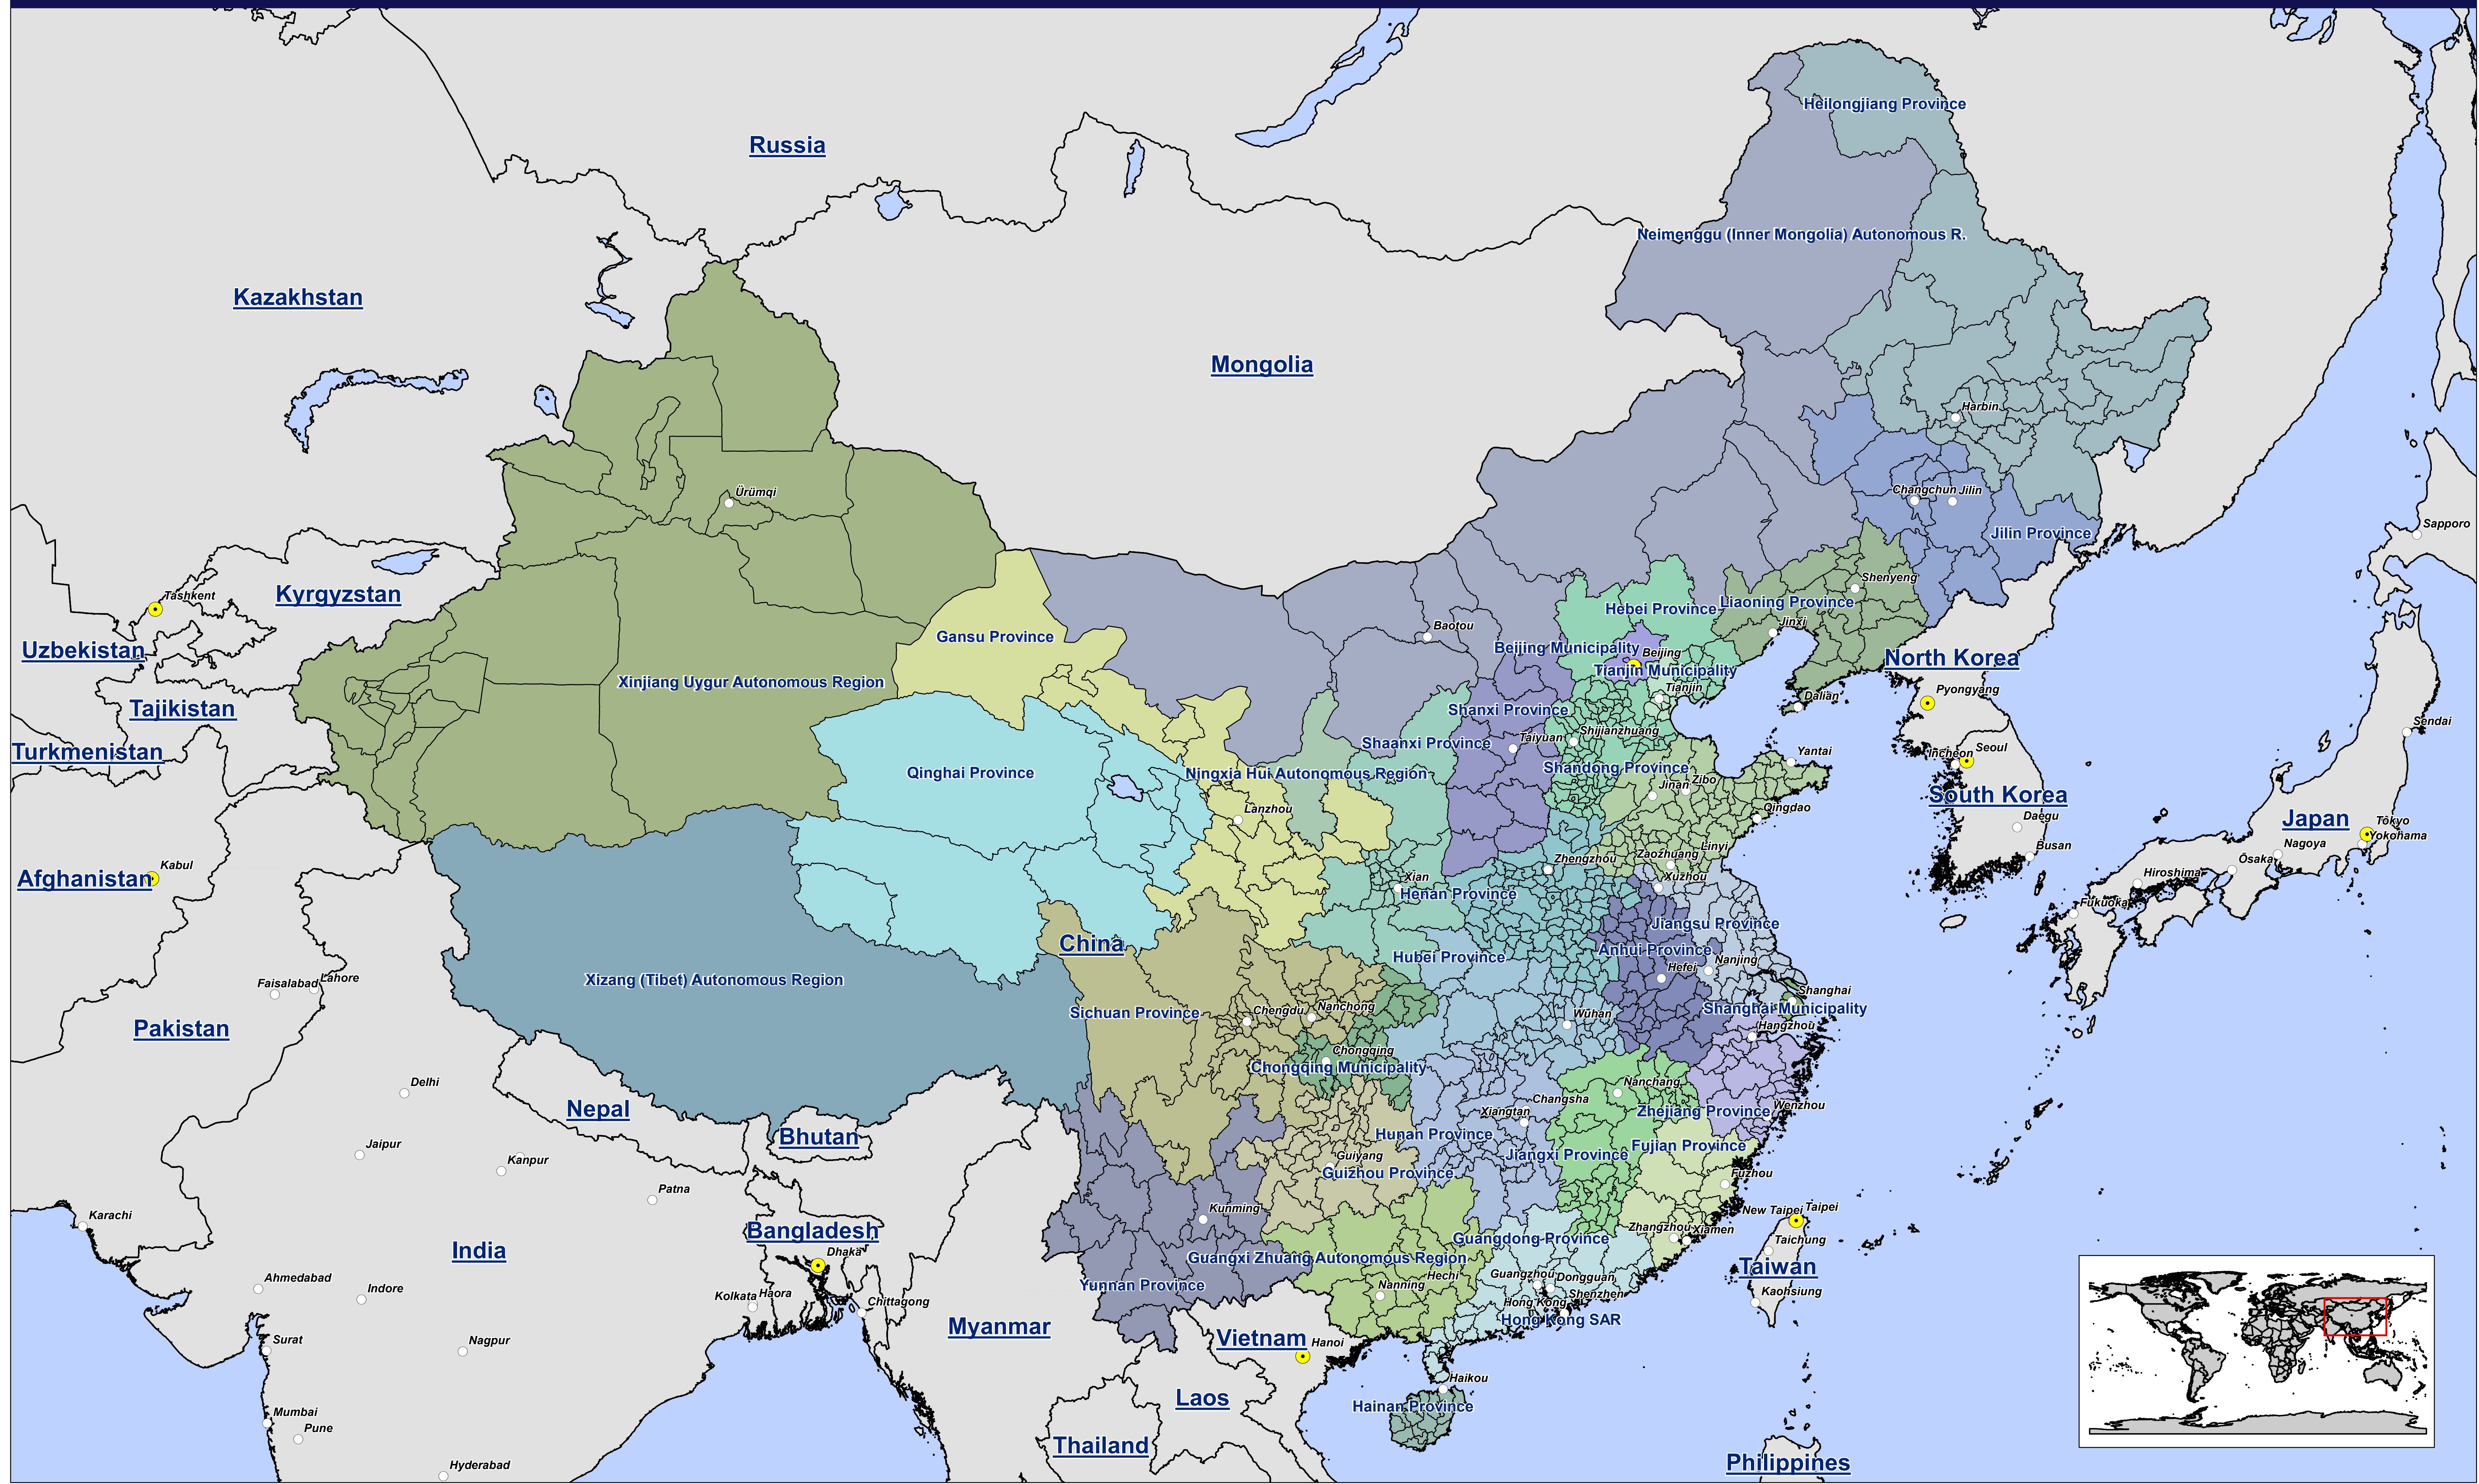 Heilongjiang Province
Russia
Neimenggu (Inner Mongolia) Autonomous R.
Kazakhstan
Mongolia
Harbin
Ürümqi
Changchun
Jilin
Sapporo
Jilin Province
Shenyeng
Kyrgyzstan
Tashkent
Liaoning Province
Hebei Province
Gansu Province
Baotou
Jinxi
Uzbekistan
Beijing Municipality
Beijing
North Korea
Tianjin Municipality
Xinjiang Uygur Autonomous Region
Tianjin
Pyongyang
Dalian
Tajikistan
Shanxi Province
Sendai
Shijianzhuang
Taiyuan
Shaanxi Province
Turkmenistan
Yantai
Seoul
Incheon
Shandong Province
Qinghai Province
Ningxia Hui Autonomous Region
Zibo
Jinan
South Korea
Lanzhou
Qingdao
Daegu
Japan
Tôkyo
Yokohama
Nagoya
Busan
Linyi
Zaozhuang
Zhengzhou
Ôsaka
Kabul
Afghanistan
Xian
Xuzhou
Hiroshima
Henan Province
Fukuoka
Jiangsu Province
China
Anhui Province
Hubei Province
Nanjing
Hefei
Lahore
Faisalabad
Xizang (Tibet) Autonomous Region
Shanghai
Shanghai Municipality
Sichuan Province
Chengdu
Nanchong
Wûhan
Hangzhou
Pakistan
Chongqing
Chongqing Municipality
Delhi
Nanchang
Nepal
Changsha
Xiangtan
Zhejiang Province
Wenzhou
Bhutan
Hunan Province
Jaipur
Fujian Province
Jiangxi Province
Guiyang
Kanpur
Guizhou Province
Fuzhou
Patna
Karachi
Kunming
New Taipei
Taipei
Bangladesh
Zhangzhou
Xiamen
Guangdong Province
Taichung
India
Dhaka
Guangxi Zhuang Autonomous Region
Taiwan
Hechi
Guangzhou
Dongguan
Ahmedabad
Nanning
Yunnan Province
Indore
Shenzhen
Kaohsiung
Kolkata
Haora
Chittagong
Hong Kong
Hong Kong SAR
Myanmar
Surat
Nagpur
Vietnam
Hanoi
Haikou
Laos
Hainan Province
Mumbai
Pune
Thailand
Philippines
Hyderabad